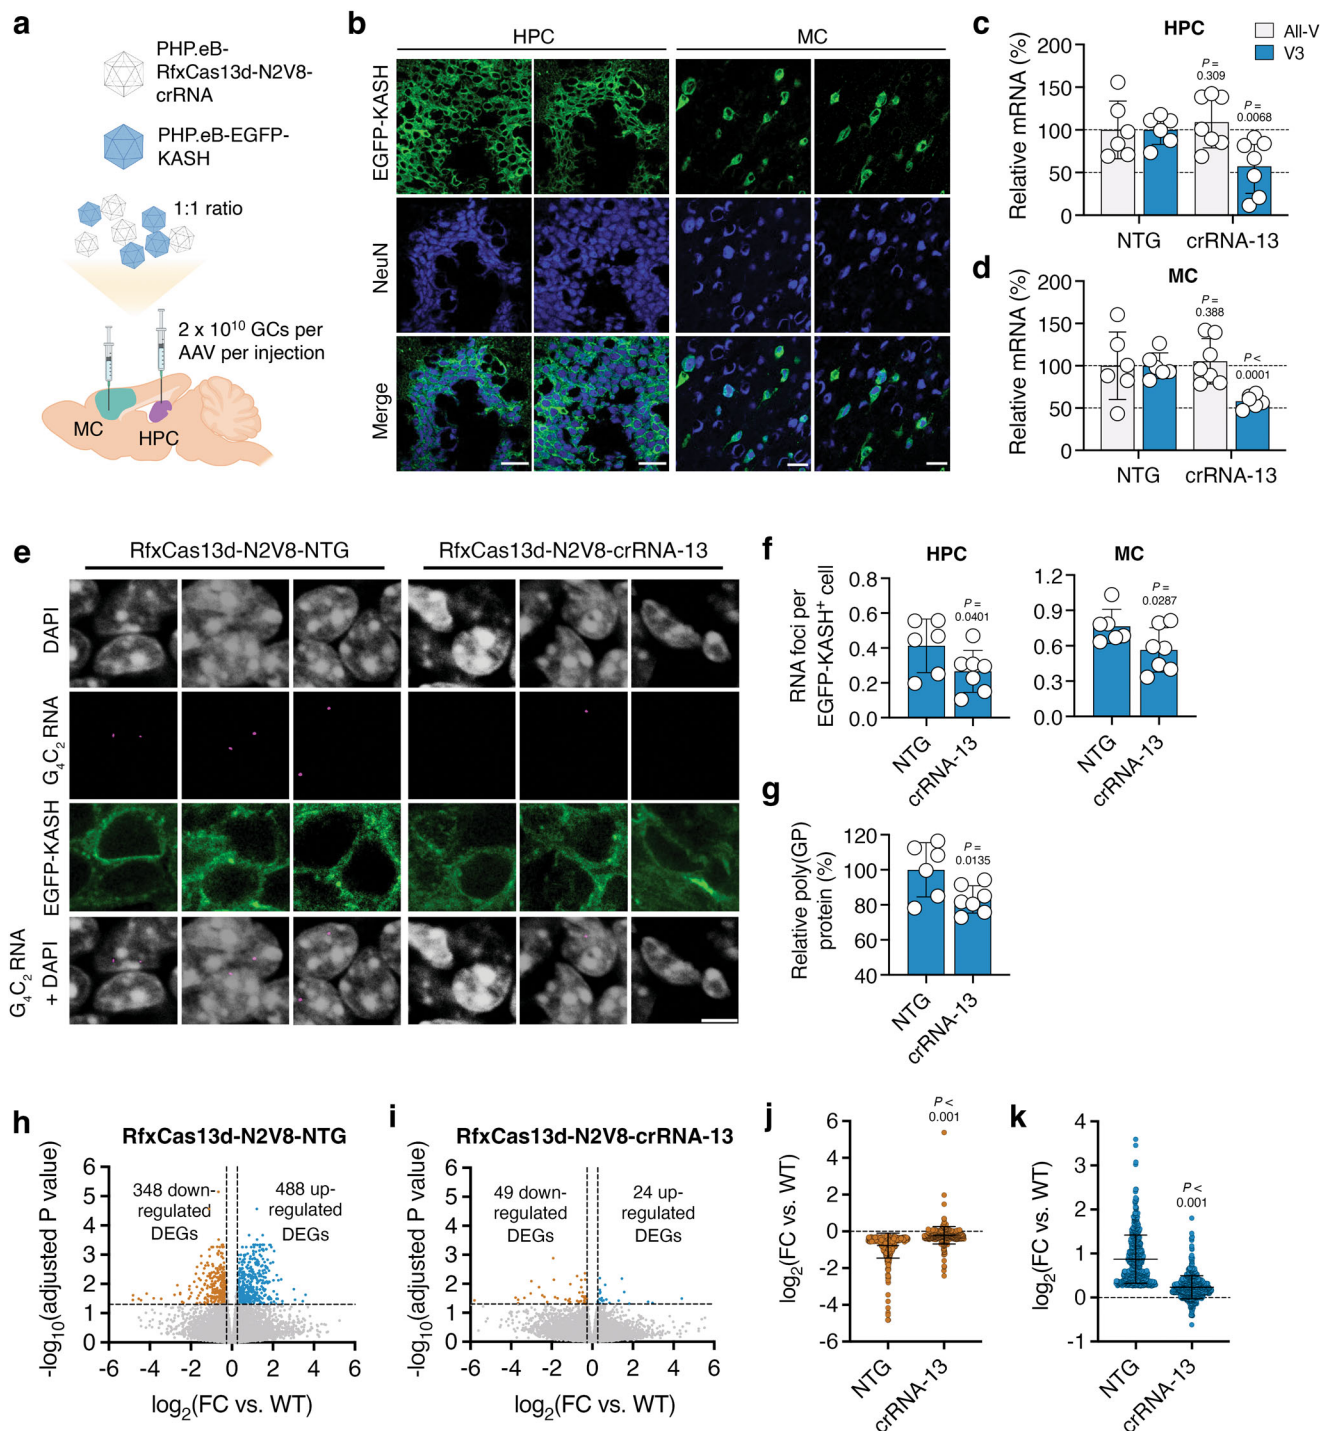 a
PHP.eB-
RfxCas13d-N2V8-
crRNA
PHP.eB-EGFP-
KASH
1:1 ratio
2 x 10¹⁰ GCs per
AAV per injection
MC
HPC
b
HPC
MC
EGFP-KASH
NeuN
Merge
c
HPC
All-V
V3
Relative mRNA (%)
200
150
100
50
0
P =
0.309
P =
0.0068
NTG
crRNA-13
d
MC
Relative mRNA (%)
200
150
100
50
0
P =
0.388
P <
0.0001
NTG
crRNA-13
e
RfxCas13d-N2V8-NTG
RfxCas13d-N2V8-crRNA-13
DAPI
G₄C₂ RNA
EGFP-KASH
G₄C₂ RNA
+ DAPI
f
HPC
RNA foci per
EGFP-KASH⁺ cell
0.8
0.6
0.4
0.2
0.0
P =
0.0401
NTG
crRNA-13
MC
1.2
0.9
0.6
0.3
0.0
P =
0.0287
NTG
crRNA-13
g
Relative poly(GP)
protein (%)
120
100
80
60
40
P =
0.0135
NTG
crRNA-13
h
RfxCas13d-N2V8-NTG
-log₁₀(adjusted P value)
6
5
4
3
2
1
0
348 down-
regulated
DEGs
488 up-
regulated
DEGs
-6 -4 -2 0 2 4 6
log₂(FC vs. WT)
i
RfxCas13d-N2V8-crRNA-13
-log₁₀(adjusted P value)
6
5
4
3
2
1
0
49 down-
regulated
DEGs
24 up-
regulated
DEGs
-6 -4 -2 0 2 4 6
log₂(FC vs. WT)
j
log₂(FC vs. WT)
6
4
2
0
-2
-4
-6
P <
0.001
NTG
crRNA-13
k
log₂(FC vs. WT)
4
3
2
1
0
-1
P <
0.001
NTG
crRNA-13